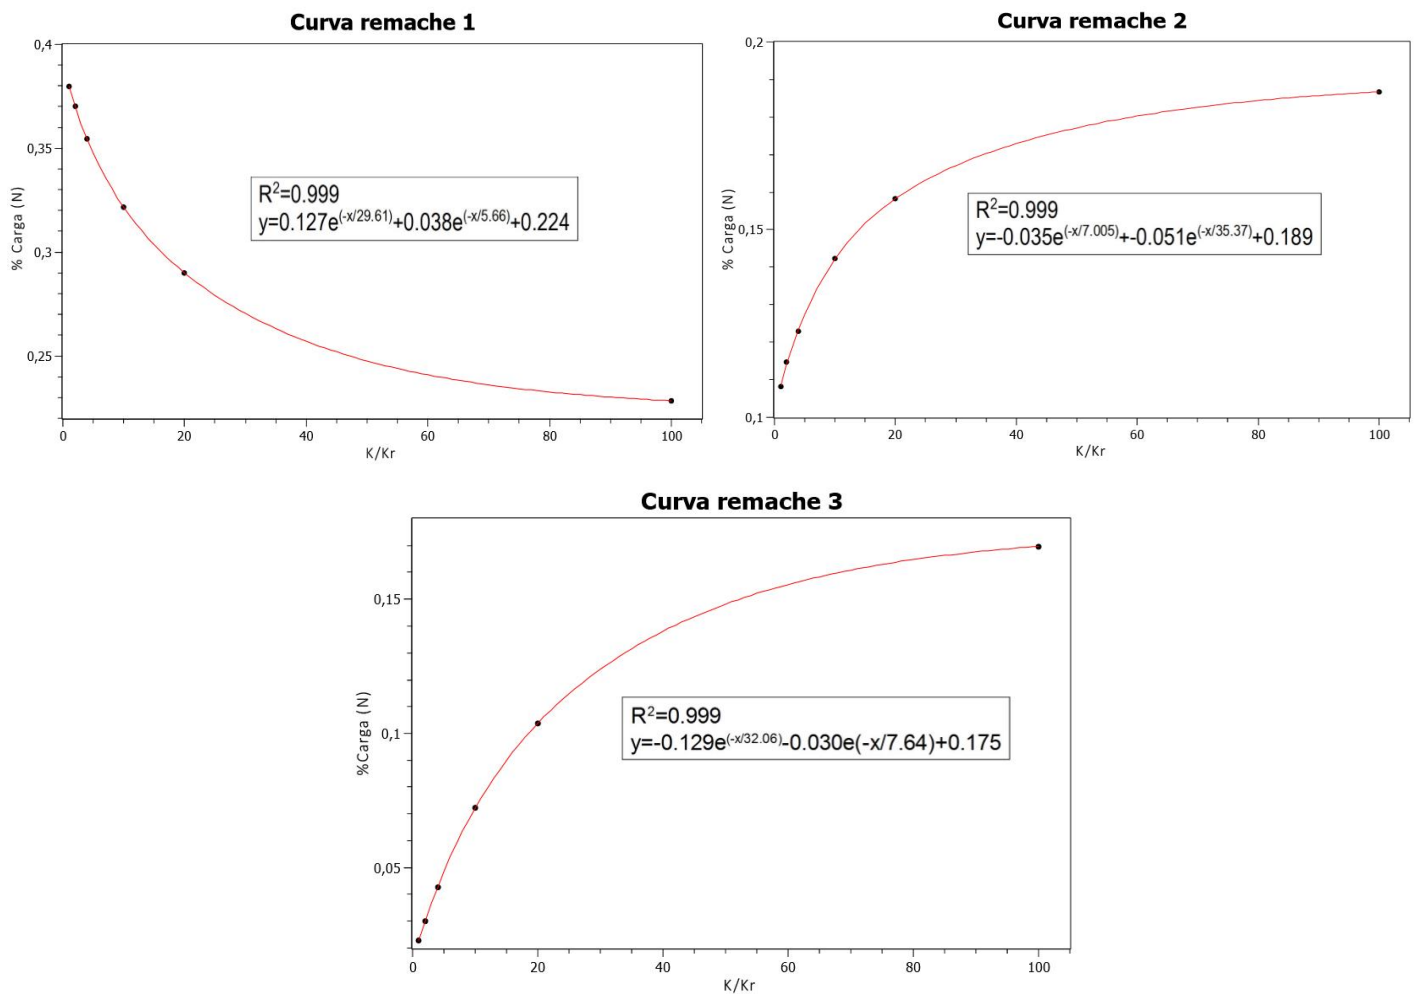 Curva remache 1
0,4
0,35
0,3
0,25
% Carga (N)
R²=0.999
y=0.127e^(-x/29.61)+0.038e^(-x/5.66)+0.224
0 20 40 60 80 100
K/Kr
Curva remache 2
0,2
0,15
0,1
% Carga (N)
R²=0.999
y=-0.035e^(-x/7.005)+-0.051e^(-x/35.37)+0.189
0 20 40 60 80 100
K/Kr
Curva remache 3
0,15
0,1
0,05
%Carga (N)
R²=0.999
y=-0.129e^(-x/32.06)-0.030e(-x/7.64)+0.175
0 20 40 60 80 100
K/Kr